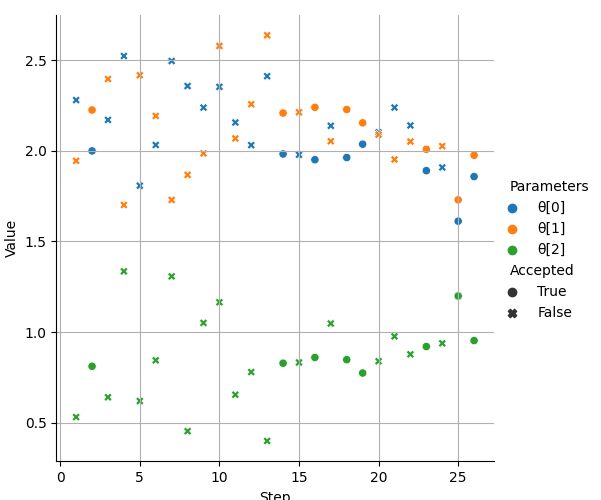 2.5
2.0
1.5
1.0
0.5
Value
0
5
10
15
20
25
Step
Parameters
θ[0]
θ[1]
θ[2]
Accepted
True
False